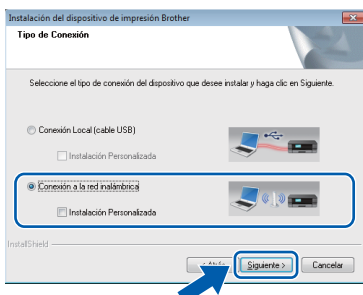 Instalación del dispositivo de impresión Brother
Tipo de Conexión
Seleccione el tipo de conexión del dispositivo que desee instalar y haga clic en Siguiente.
Conexión Local (cable USB)
Instalación Personalizada
Conexión a la red inalámbrica
Instalación Personalizada
InstallShield
Siguiente >
Cancelar